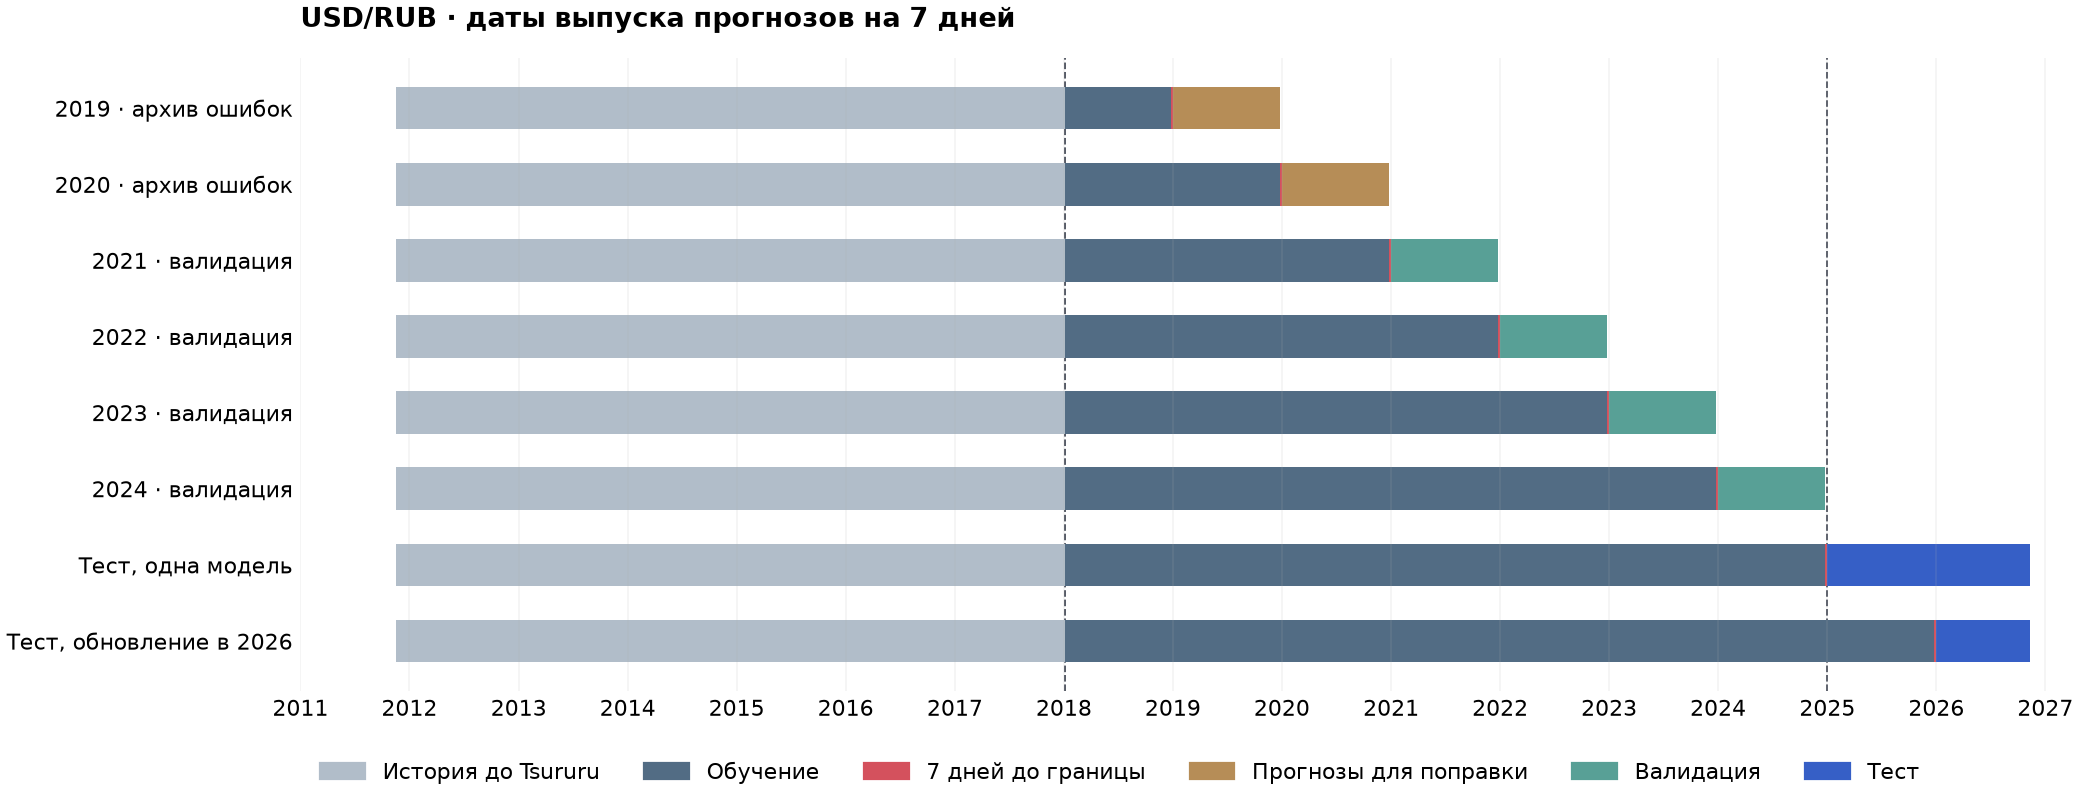 USD/RUB · даты выпуска прогнозов на 7 дней
2019 · архив ошибок
2020 · архив ошибок
2021 · валидация
2022 · валидация
2023 · валидация
2024 · валидация
Тест, одна модель
Тест, обновление в 2026
2011 2012 2013 2014 2015 2016 2017 2018 2019 2020 2021 2022 2023 2024 2025 2026 2027
История до Tsururu Обучение 7 дней до границы Прогнозы для поправки Валидация Тест